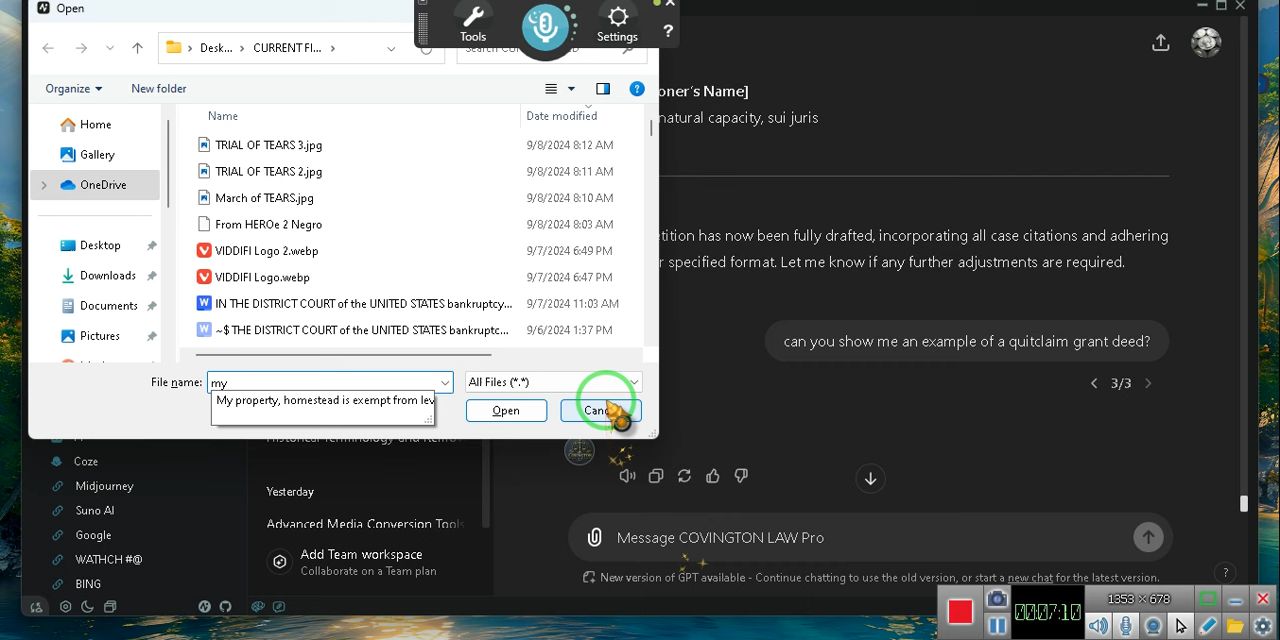 Open
Tools
Settings
?
Desk...
CURRENT FI...
Organize
New folder
?
Home
Gallery
OneDrive
Desktop
Downloads
Documents
Pictures
Name
Date modified
TRIAL OF TEARS 3.jpg 9/8/2024 8:12 AM
TRIAL OF TEARS 2.jpg 9/8/2024 8:11 AM
March of TEARS.jpg 9/8/2024 8:10 AM
From HEROe 2 Negro 9/8/2024 8:03 AM
VIDDIFI Logo 2.webp 9/7/2024 6:49 PM
VIDDIFI Logo.webp 9/7/2024 6:47 PM
IN THE DISTRICT COURT of the UNITED STATES bankruptcy... 9/7/2024 11:03 AM
~$ THE DISTRICT COURT of the UNITED STATES bankruptc... 9/6/2024 1:37 PM
File name: my
All Files (*.*)
My property, homestead is exempt from lev
Open
oner's Name]
natural capacity, sui juris
etition has now been fully drafted, incorporating all case citations and adhering
r specified format. Let me know if any further adjustments are required.
can you show me an example of a quitclaim grant deed?
3/3
Coze
Midjourney
Suno AI
Google
WATHCH #@
BING
Yesterday
Advanced Media Conversion Tools
Add Team workspace
Collaborate on a Team plan
Message COVINGTON LAW Pro
New version of GPT available - Continue chatting to use the old version, or start a new chat for the latest version.
?
1353 × 678
00:07:10